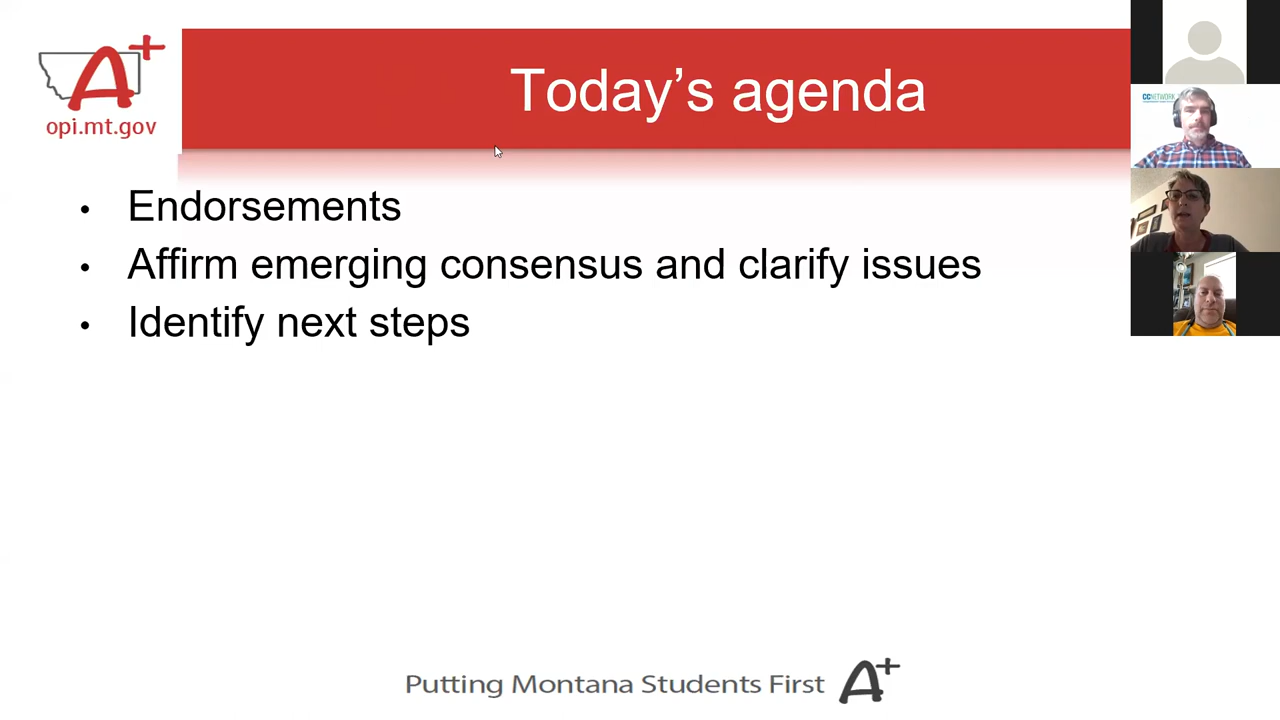 A+
opi.mt.gov
Today’s agenda
CCNETWORK
• Endorsements
• Affirm emerging consensus and clarify issues
• Identify next steps
Putting Montana Students First A+